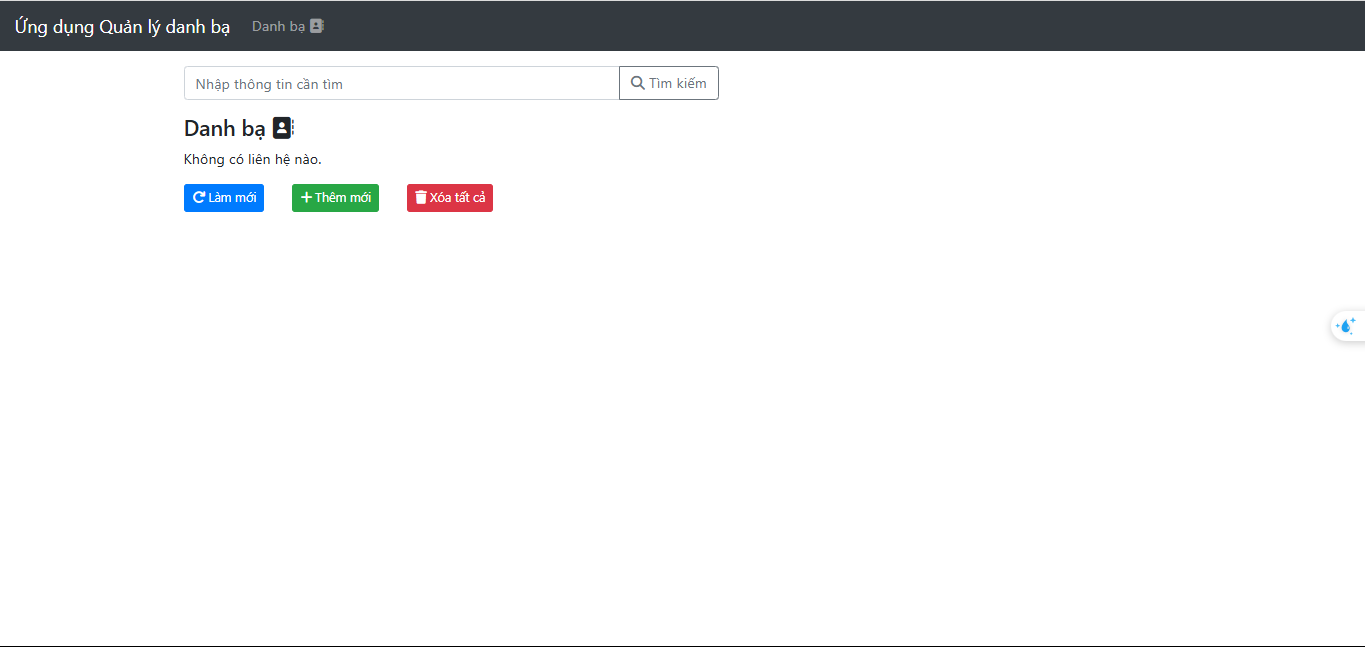 Ứng dụng Quản lý danh bạ Danh bạ
Nhập thông tin cần tìm Tìm kiếm
Danh bạ
Không có liên hệ nào.
Làm mới Thêm mới Xóa tất cả